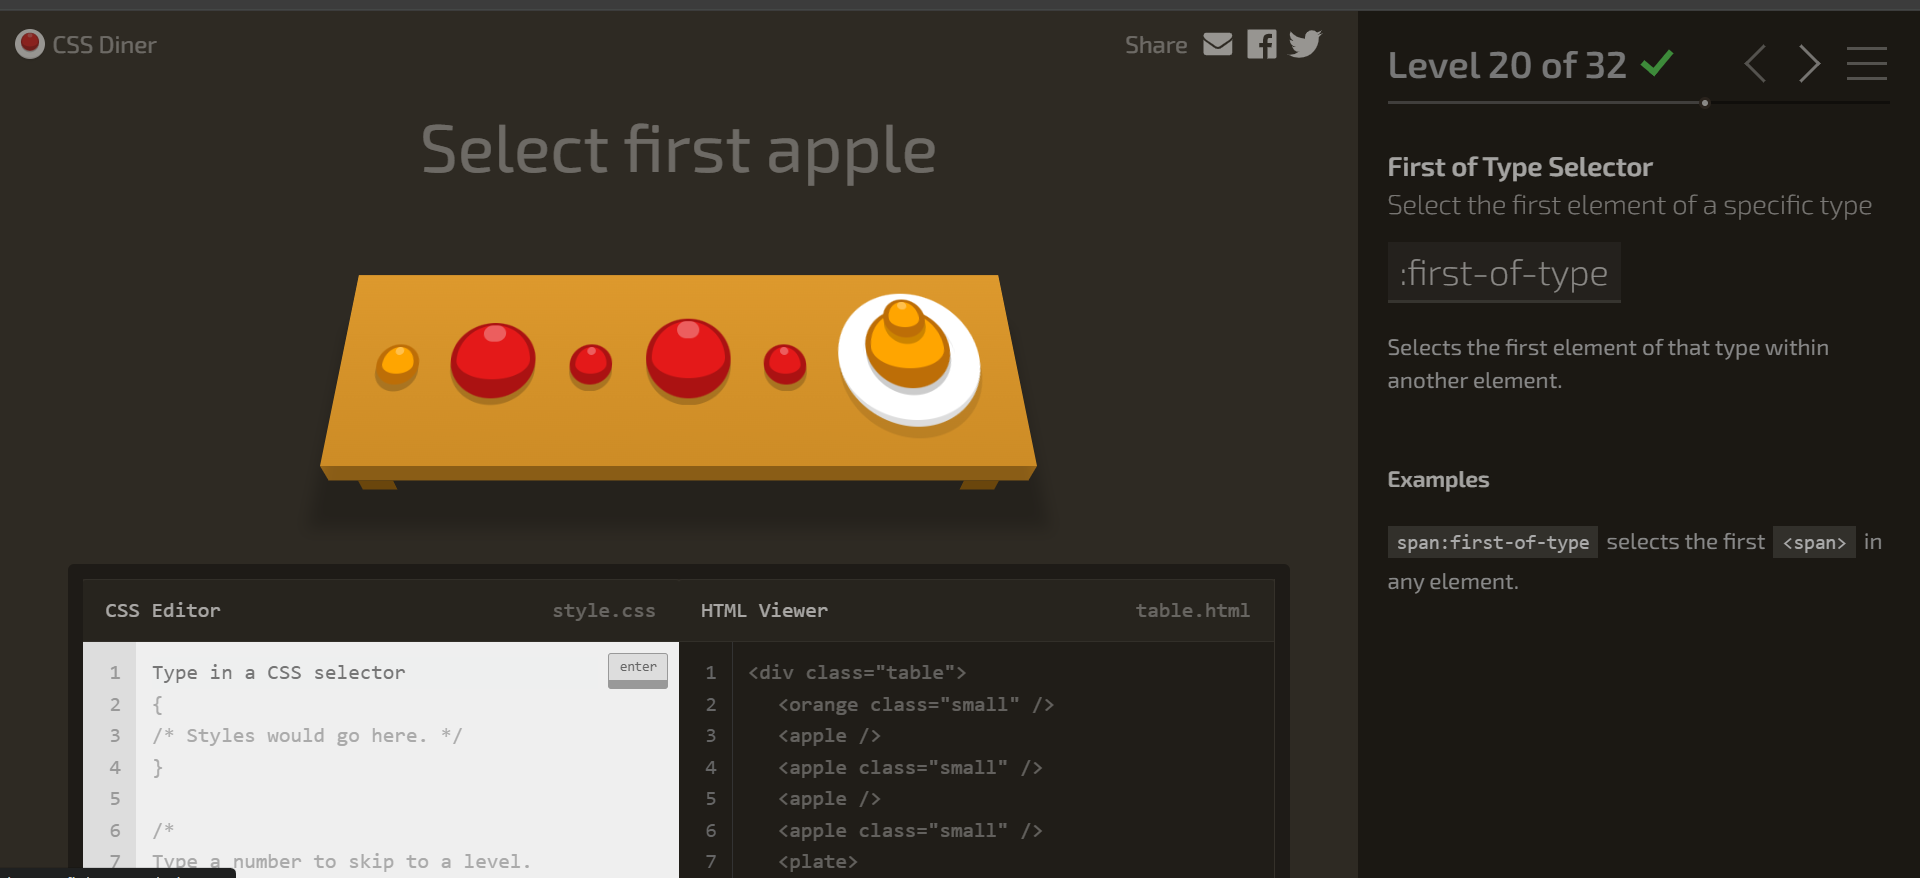 CSS Diner
Share
Select first apple
Level 20 of 32
First of Type Selector
Select the first element of a specific type
:first-of-type
Selects the first element of that type within
another element.
Examples
span:first-of-type selects the first <span> in
any element.
CSS Editor style.css
1 Type in a CSS selector enter
2 {
3 /* Styles would go here. */
4 }
5
6 /*
7 Type a number to skip to a level.
HTML Viewer table.html
1 <div class="table">
2 <orange class="small" />
3 <apple />
4 <apple class="small" />
5 <apple />
6 <apple class="small" />
7 <plate>